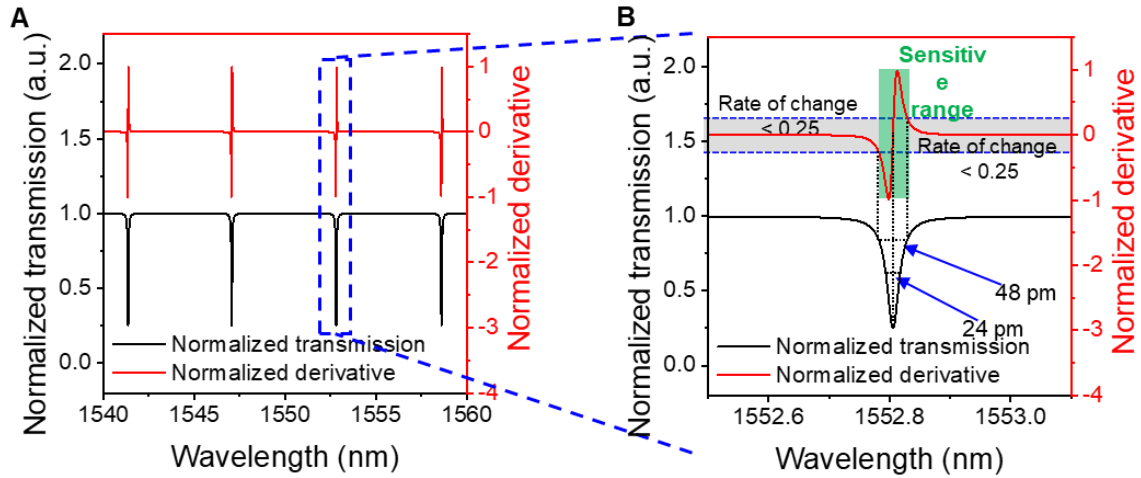 A
Normalized transmission (a.u.)
2.0
1.5
1.0
0.5
0.0
1
0
−1
−2
−3
−4
Normalized derivative
Normalized transmission
Normalized derivative
1540
1545
1550
1555
1560
Wavelength (nm)
B
Normalized transmission (a.u.)
2.0
1.5
1.0
0.5
0.0
Sensitiv
e
range
Rate of change
< 0.25
Rate of change
< 0.25
48 pm
24 pm
1
0
−1
−2
−3
−4
Normalized derivative
Normalized transmission
Normalized derivative
1552.6
1552.8
1553.0
Wavelength (nm)